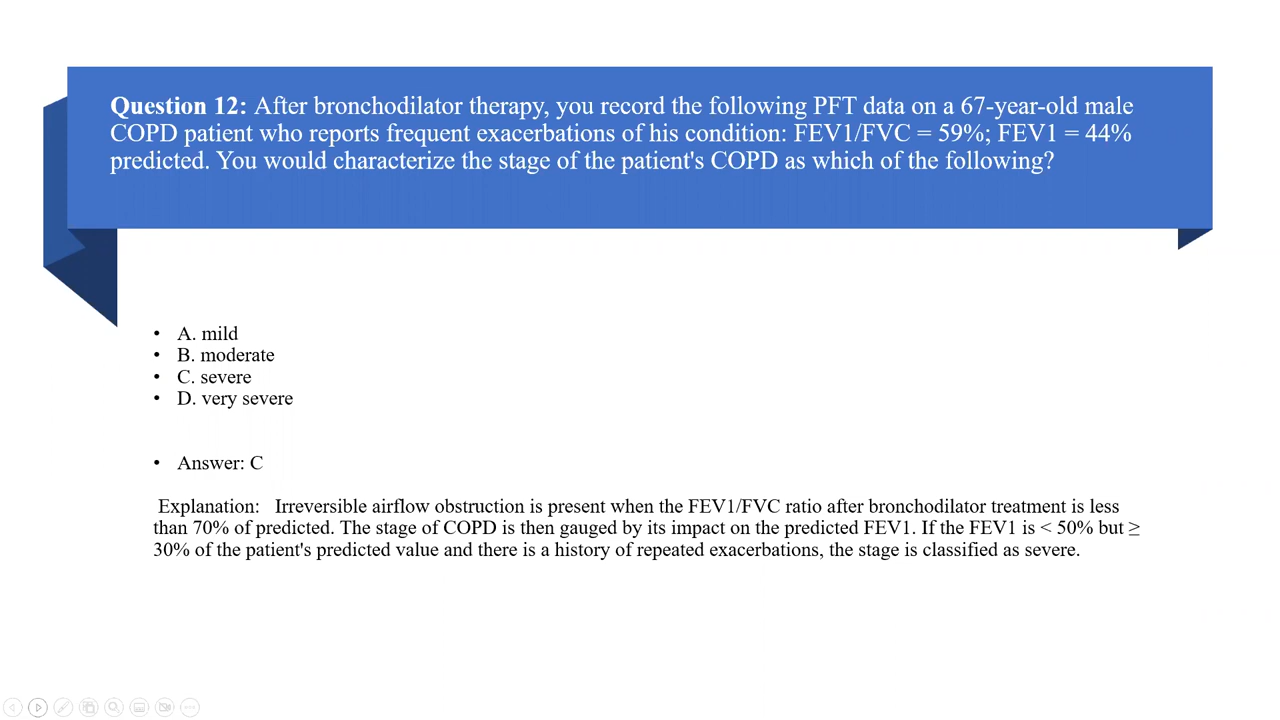 Question 12: After bronchodilator therapy, you record the following PFT data on a 67-year-old male
COPD patient who reports frequent exacerbations of his condition: FEV1/FVC = 59%; FEV1 = 44%
predicted. You would characterize the stage of the patient's COPD as which of the following?
• A. mild
• B. moderate
• C. severe
• D. very severe
• Answer: C
Explanation: Irreversible airflow obstruction is present when the FEV1/FVC ratio after bronchodilator treatment is less
than 70% of predicted. The stage of COPD is then gauged by its impact on the predicted FEV1. If the FEV1 is < 50% but ≥
30% of the patient's predicted value and there is a history of repeated exacerbations, the stage is classified as severe.